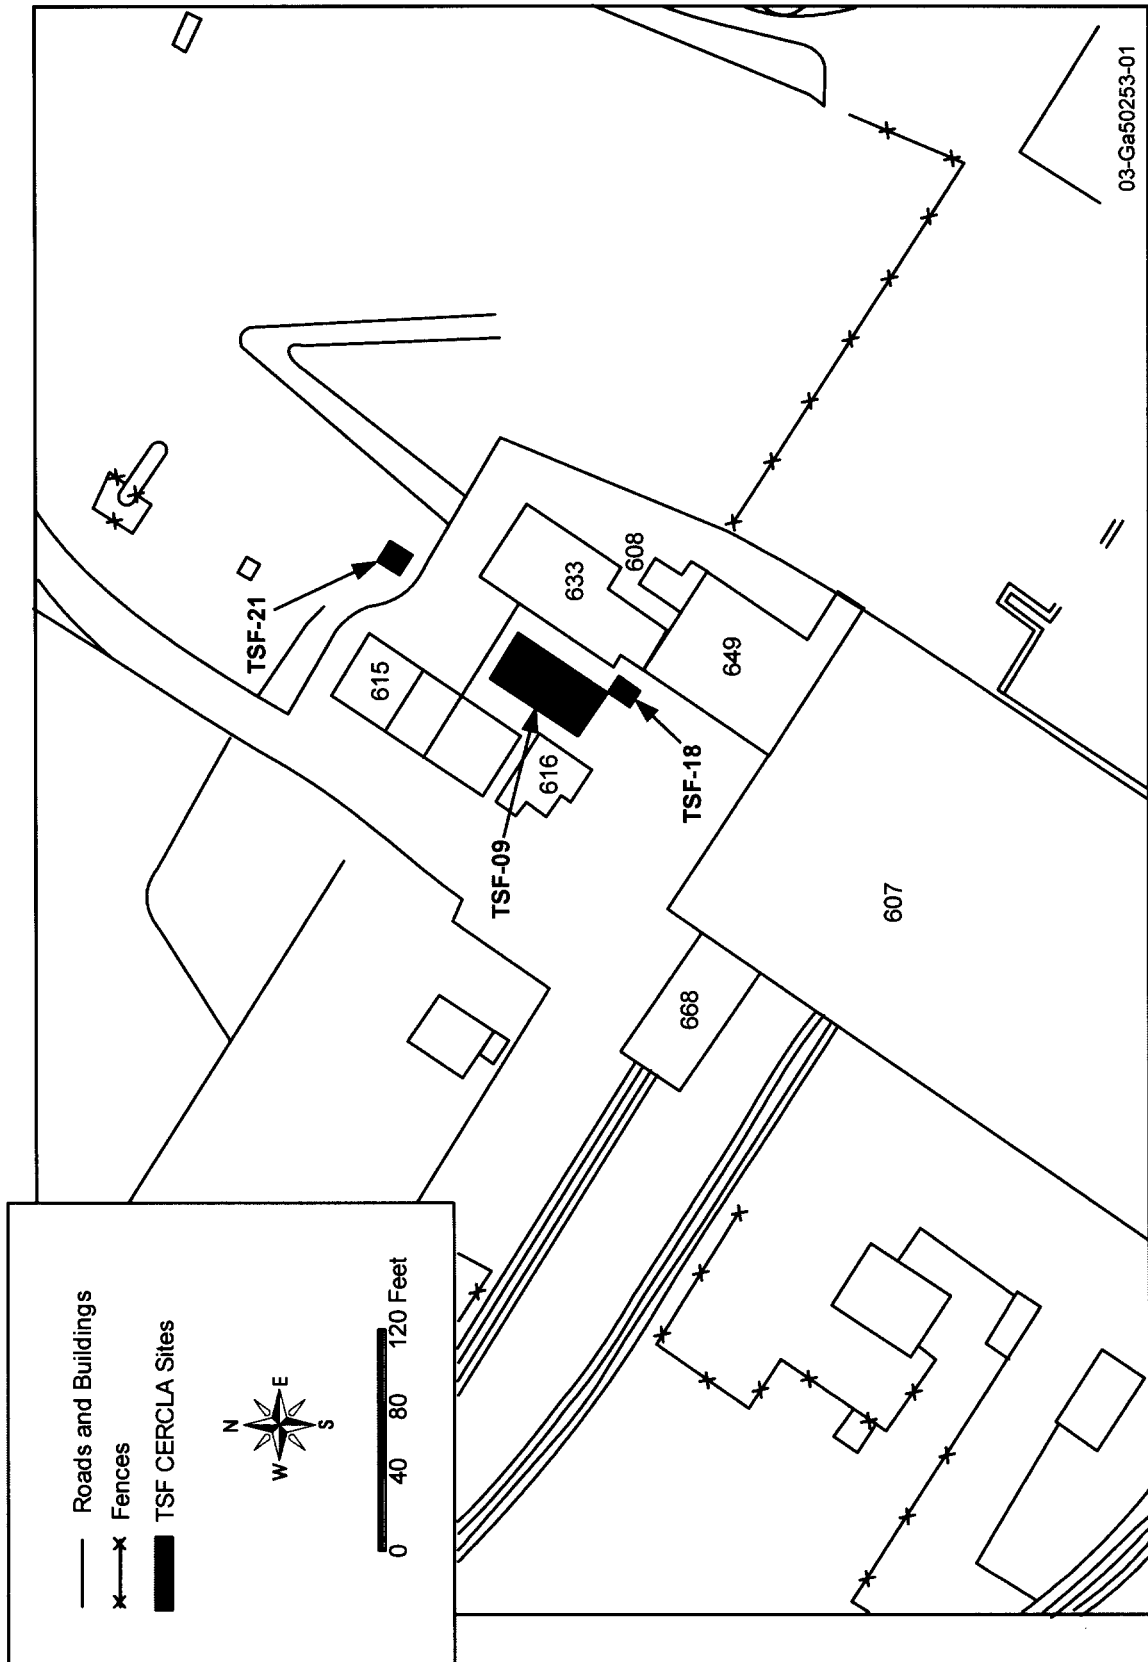 Roads and Buildings
Fences
TSF CERCLA Sites
N
W E
S
0 40 80 120 Feet
TSF-21
615
633
608
TSF-09
616
TSF-18
649
668
607
03-Ga50253-01